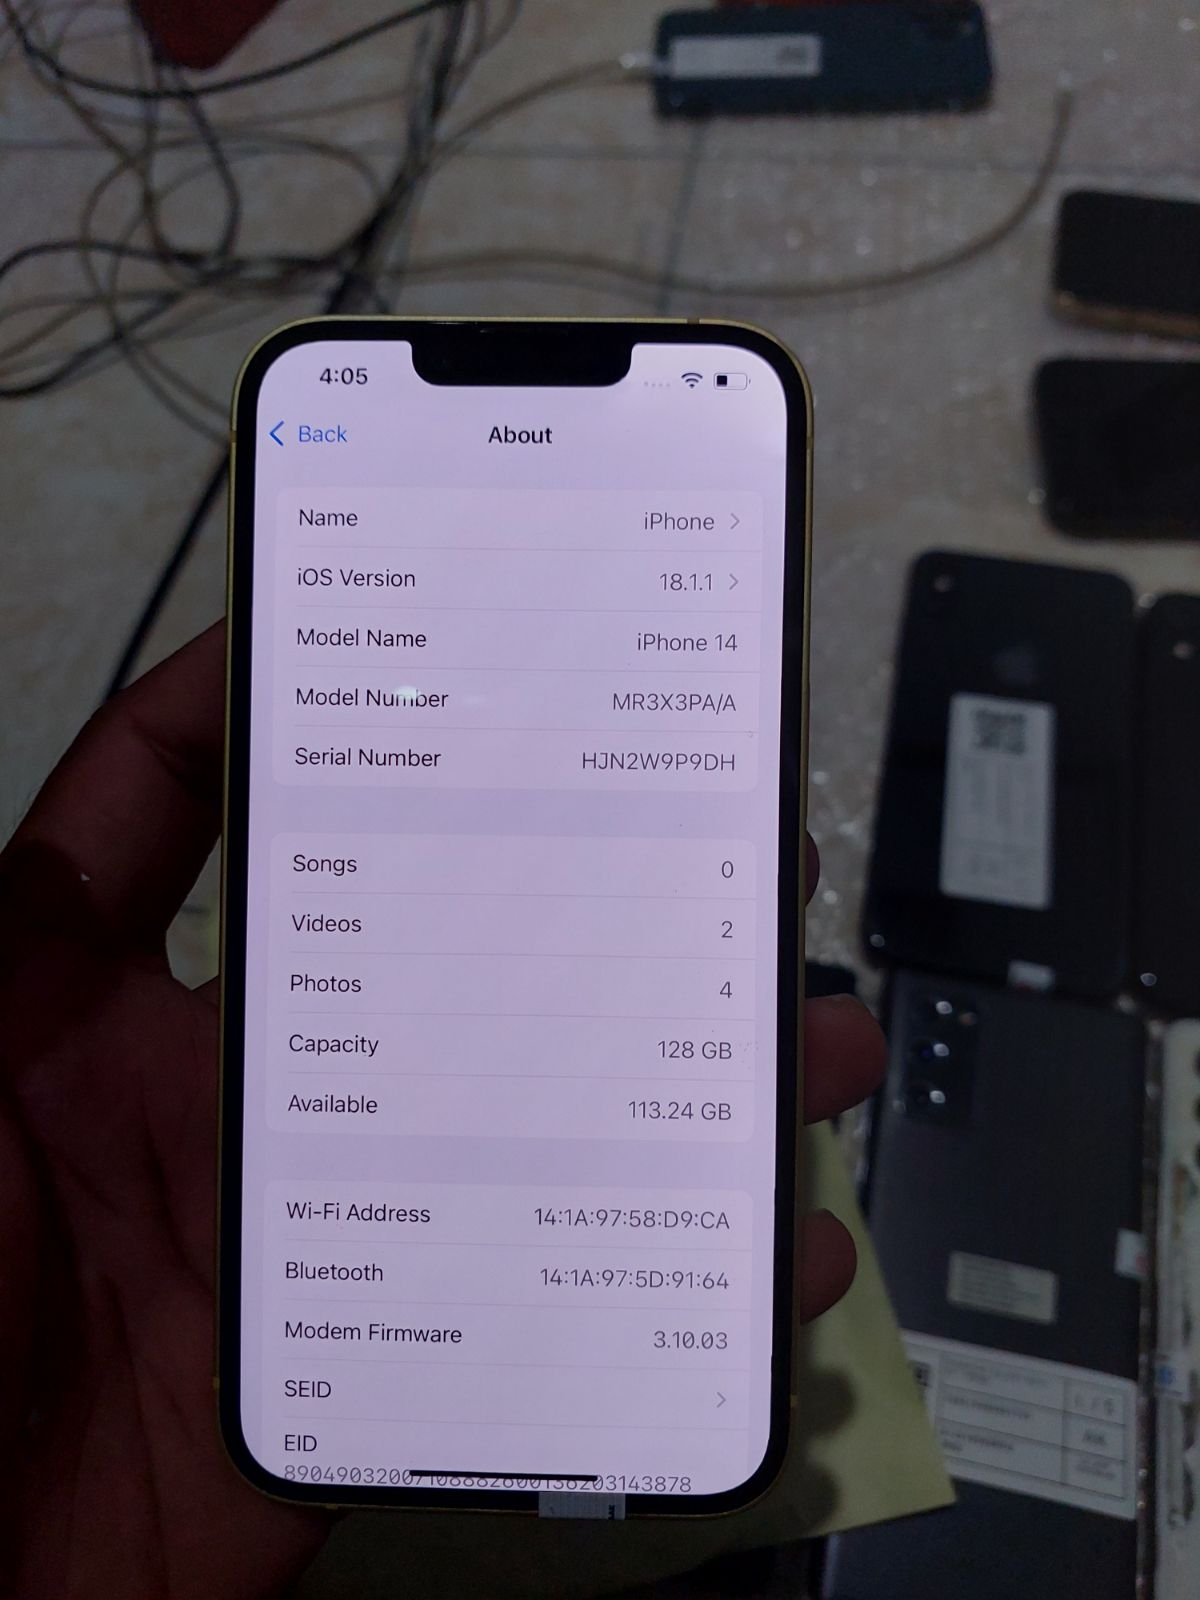 4:05
Back
About
Name iPhone
iOS Version 18.1.1
Model Name iPhone 14
Model Number MR3X3PA/A
Serial Number HJN2W9P9DH
Songs 0
Videos 2
Photos 4
Capacity 128 GB
Available 113.24 GB
Wi-Fi Address 14:1A:97:58:D9:CA
Bluetooth 14:1A:97:5D:91:64
Modem Firmware 3.10.03
SEID
EID